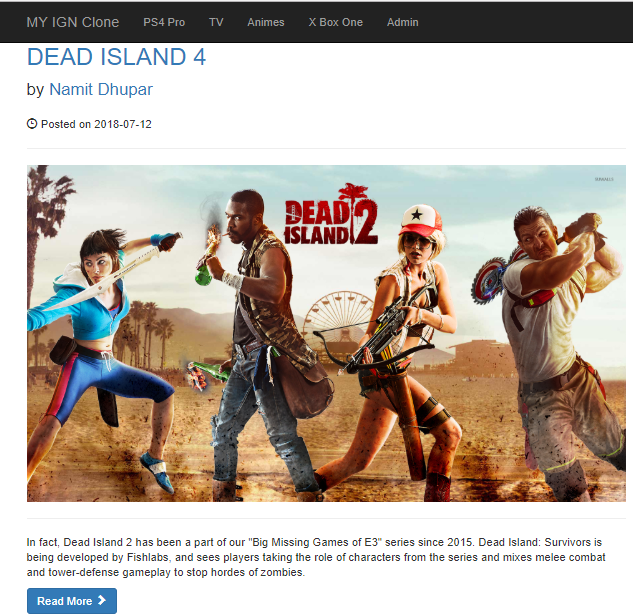 MY IGN Clone PS4 Pro TV Animes X Box One Admin
DEAD ISLAND 4
by Namit Dhupar
Posted on 2018-07-12
DEAD
ISLAND 2
In fact, Dead Island 2 has been a part of our "Big Missing Games of E3" series since 2015. Dead Island: Survivors is
being developed by Fishlabs, and sees players taking the role of characters from the series and mixes melee combat
and tower-defense gameplay to stop hordes of zombies.
Read More